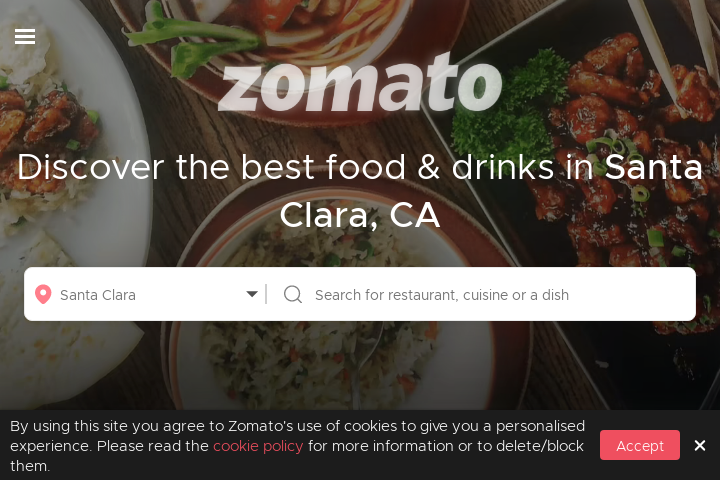 zomato
Discover the best food & drinks in Santa
Clara, CA
Santa Clara
Search for restaurant, cuisine or a dish
By using this site you agree to Zomato's use of cookies to give you a personalised
experience. Please read the cookie policy for more information or to delete/block
them.
Accept